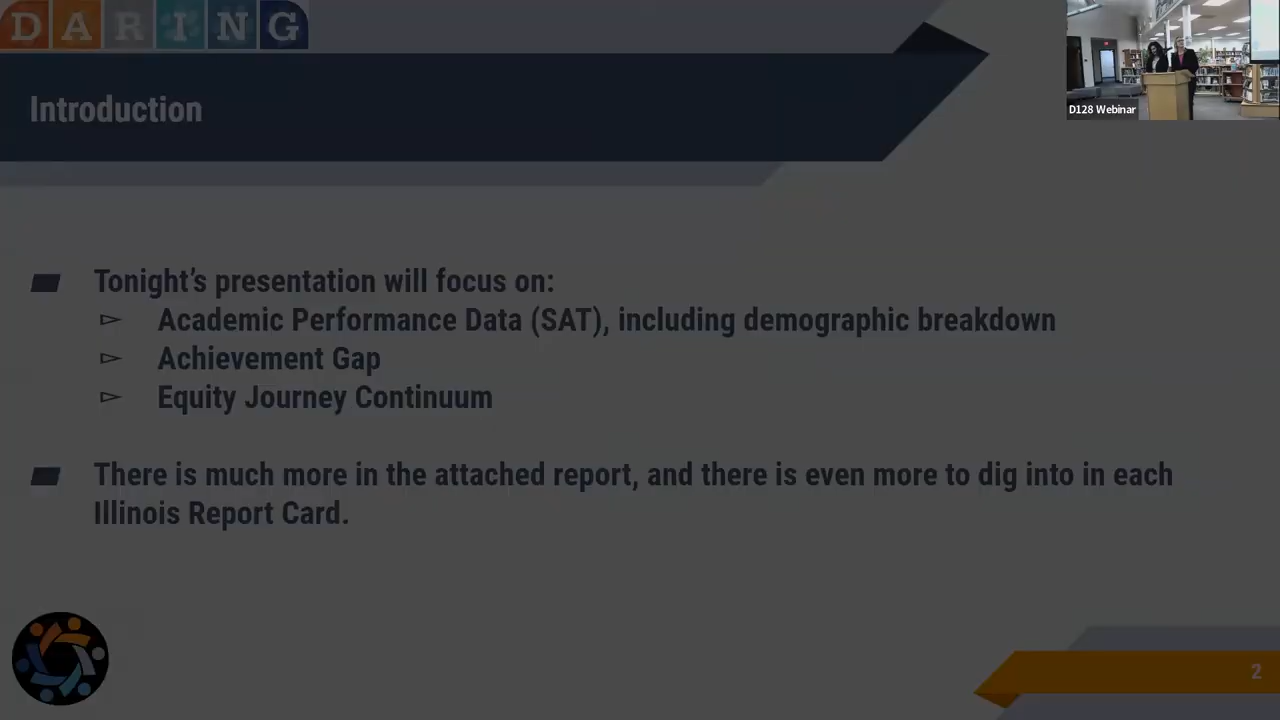 DARING
D128 Webinar
Introduction
Tonight's presentation will focus on:
Academic Performance Data (SAT), including demographic breakdown
Achievement Gap
Equity Journey Continuum
There is much more in the attached report, and there is even more to dig into in each
Illinois Report Card.
2